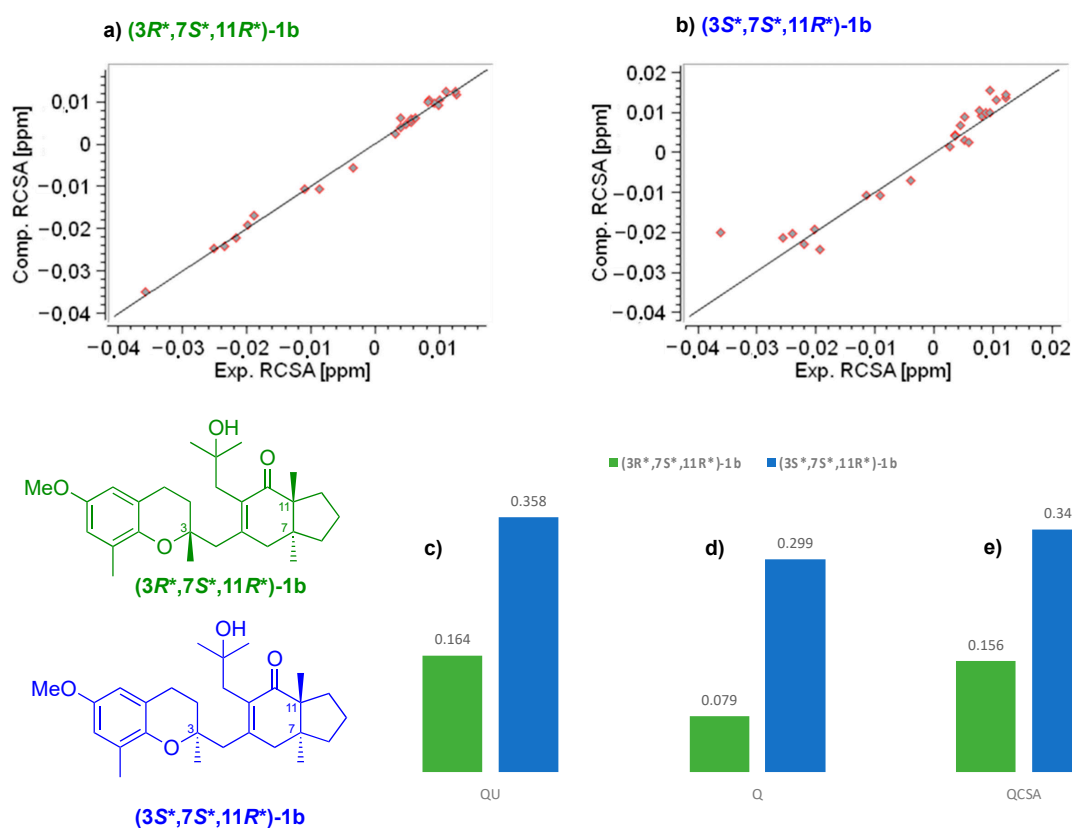 a) (3R*,7S*,11R*)-1b
0.01
0
−0.01
−0.02
−0.03
−0.04
Comp. RCSA [ppm]
−0.04 −0.03 −0.02 −0.01 0 0.01
Exp. RCSA [ppm]
b) (3S*,7S*,11R*)-1b
0.02
0.01
0
−0.01
−0.02
−0.03
−0.04
Comp. RCSA [ppm]
−0.04 −0.03 −0.02 −0.01 0 0.01 0.02
Exp. RCSA [ppm]
OH
O
MeO
11
3
7
O
(3R*,7S*,11R*)-1b
OH
O
MeO
11
3
7
O
(3S*,7S*,11R*)-1b
(3R*,7S*,11R*)-1b (3S*,7S*,11R*)-1b
c)
0.164
0.358
QU
d)
0.079
0.299
Q
e)
0.156
0.34
QCSA